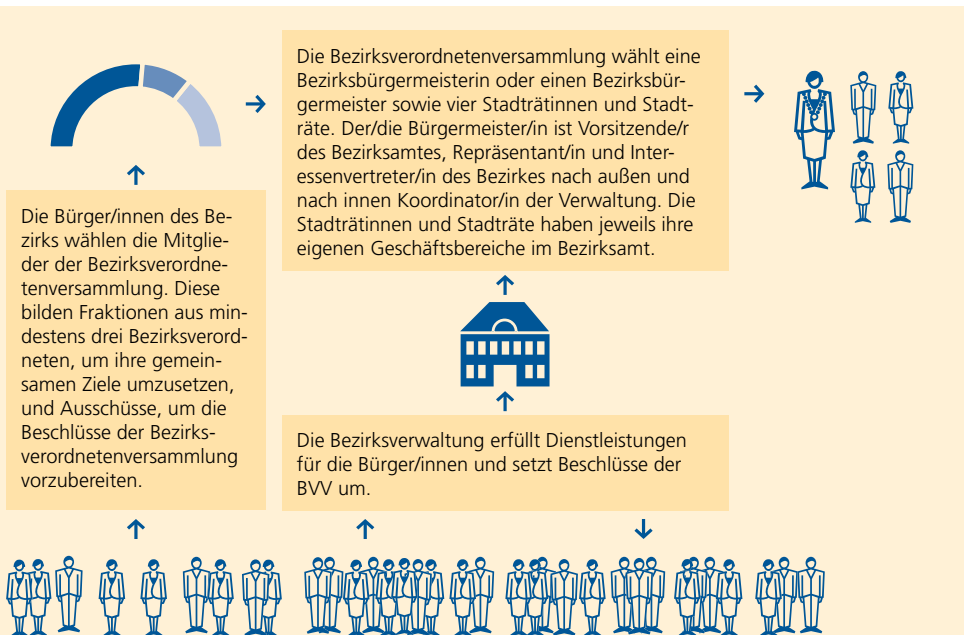 Die Bezirksverordnetenversammlung wählt eine
Bezirksbürgermeisterin oder einen Bezirksbür-
germeister sowie vier Stadträtinnen und Stadt-
räte. Der/die Bürgermeister/in ist Vorsitzende/r
des Bezirksamtes, Repräsentant/in und Inter-
essenvertreter/in des Bezirkes nach außen und
nach innen Koordinator/in der Verwaltung. Die
Stadträtinnen und Stadträte haben jeweils ihre
eigenen Geschäftsbereiche im Bezirksamt.
Die Bürger/innen des Be-
zirks wählen die Mitglie-
der der Bezirksverordne-
tenversammlung. Diese
bilden Fraktionen aus min-
destens drei Bezirksverord-
neten, um ihre gemein-
samen Ziele umzusetzen,
und Ausschüsse, um die
Beschlüsse der Bezirks-
verordnetenversammlung
vorzubereiten.
Die Bezirksverwaltung erfüllt Dienstleistungen
für die Bürger/innen und setzt Beschlüsse der
BVV um.